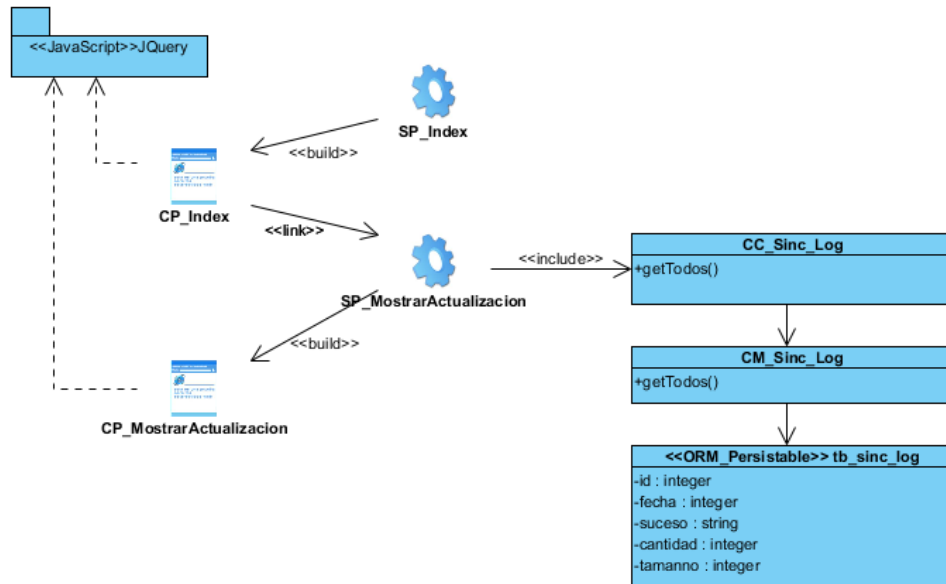 <<JavaScript>>JQuery
SP_Index
<<build>>
CP_Index
<<link>>
SP_MostrarActualizacion
<<include>>
CC_Sinc_Log
+getTodos()
<<build>>
CM_Sinc_Log
+getTodos()
CP_MostrarActualizacion
<<ORM_Persistable>> tb_sinc_log
-id : integer
-fecha : integer
-suceso : string
-cantidad : integer
-tamanno : integer